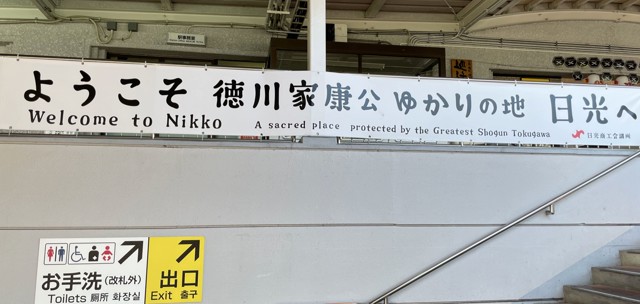 ようこそ 徳川家康公 ゆかりの地 日光へ
Welcome to Nikko
A sacred place protected by the Greatest Shogun Tokugawa
日光商工会議所
お手洗 (改札外)
Toilets 厠所 화장실
出口
Exit 출구